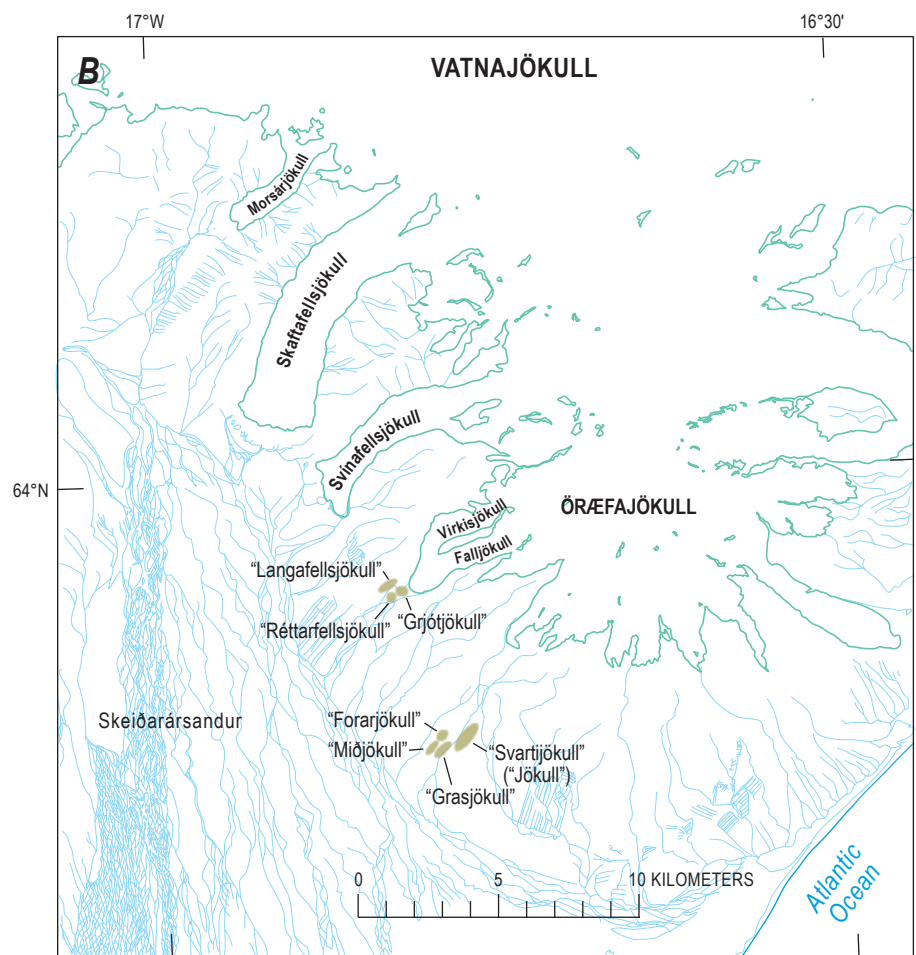 17°W
16°30'
B
VATNAJÖKULL
Morsárjökull
Skaftafellsjökull
Svínafellsjökull
64°N
Virkisjökull
ÖRÆFAJÖKULL
Falljökull
“Langafellsjökull”
“Grjótjökull”
“Réttarfellsjökull”
Skeiðarársandur
“Forarjökull”
“Miðjökull”
“Svartijökull”
(“Jökull”)
“Grasjökull”
0 5 10 KILOMETERS
Atlantic
Ocean